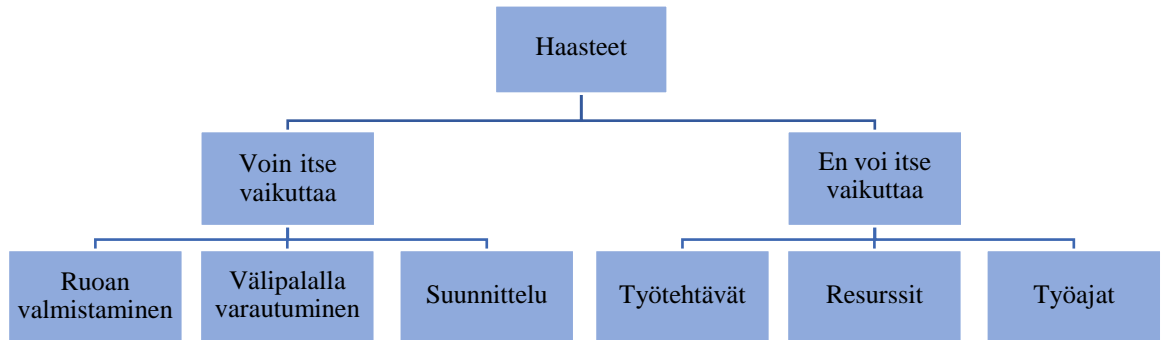 Haasteet
Voin itse
vaikuttaa
En voi itse
vaikuttaa
Ruoan
valmistaminen
Välipalalla
varautuminen
Suunnittelu
Työtehtävät
Resurssit
Työajat